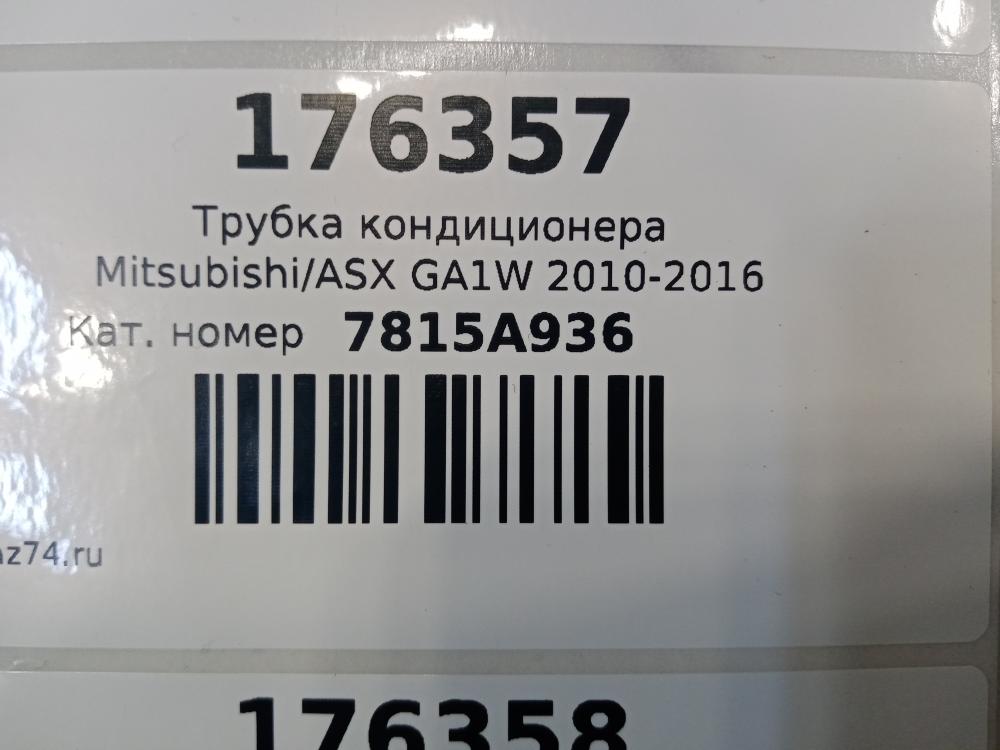 176357
Трубка кондиционера
Mitsubishi/ASX GA1W 2010-2016
Кат. номер 7815A936
z74.ru
176358